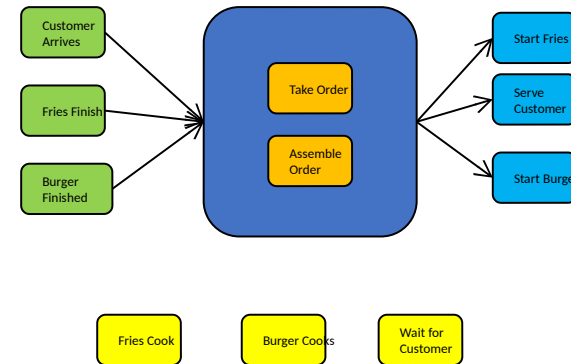 Customer
Arrives
Fries Finish
Burger
Finished
Take Order
Assemble
Order
Start Fries
Serve
Customer
Start Burge
Fries Cook
Burger Cooks
Wait for
Customer